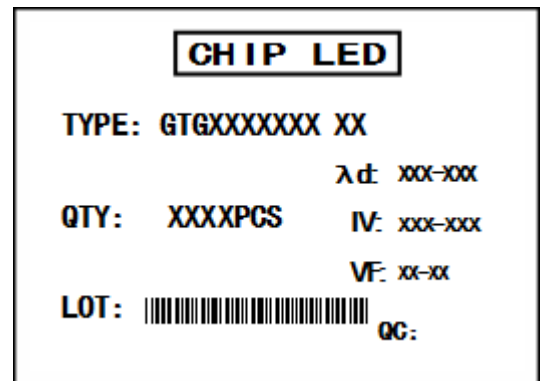 CHIP LED
TYPE: GTGXXXXXXX XX
λd: XXX-XXX
QTY: XXXXPCS IV: XXX-XXX
VF: XX-XX
LOT:
QC: